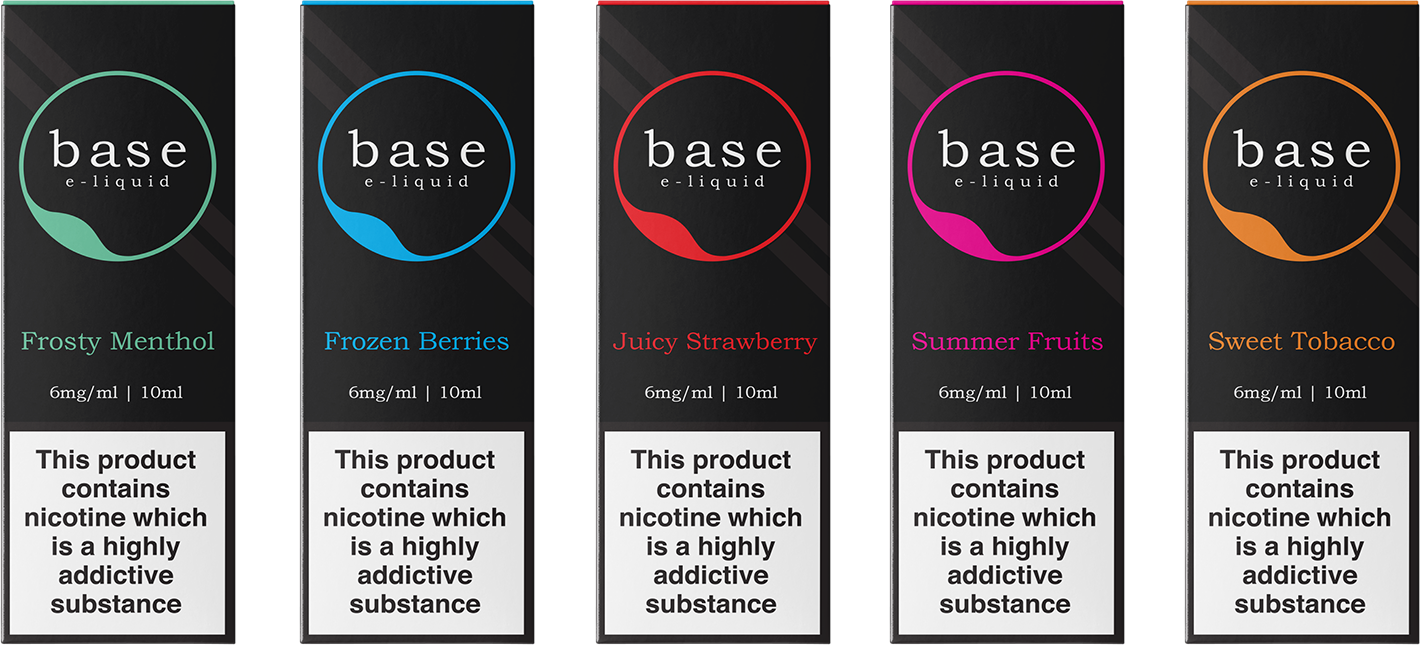 base
e-liquid
Frosty Menthol
6mg/ml | 10ml
This product
contains
nicotine which
is a highly
addictive
substance
base
e-liquid
Frozen Berries
6mg/ml | 10ml
This product
contains
nicotine which
is a highly
addictive
substance
base
e-liquid
Juicy Strawberry
6mg/ml | 10ml
This product
contains
nicotine which
is a highly
addictive
substance
base
e-liquid
Summer Fruits
6mg/ml | 10ml
This product
contains
nicotine which
is a highly
addictive
substance
base
e-liquid
Sweet Tobacco
6mg/ml | 10ml
This product
contains
nicotine which
is a highly
addictive
substance